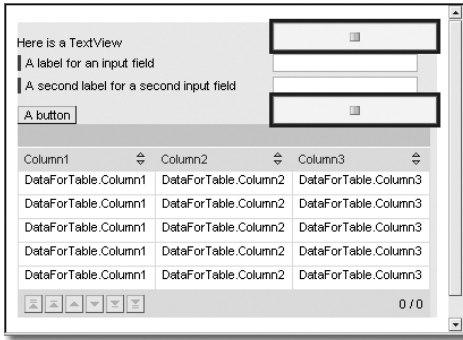 Here is a TextView
A label for an input field
A second label for a second input field
A button
Column1 Column2 Column3
DataForTable.Column1 DataForTable.Column2 DataForTable.Column3
DataForTable.Column1 DataForTable.Column2 DataForTable.Column3
DataForTable.Column1 DataForTable.Column2 DataForTable.Column3
DataForTable.Column1 DataForTable.Column2 DataForTable.Column3
DataForTable.Column1 DataForTable.Column2 DataForTable.Column3
0 / 0